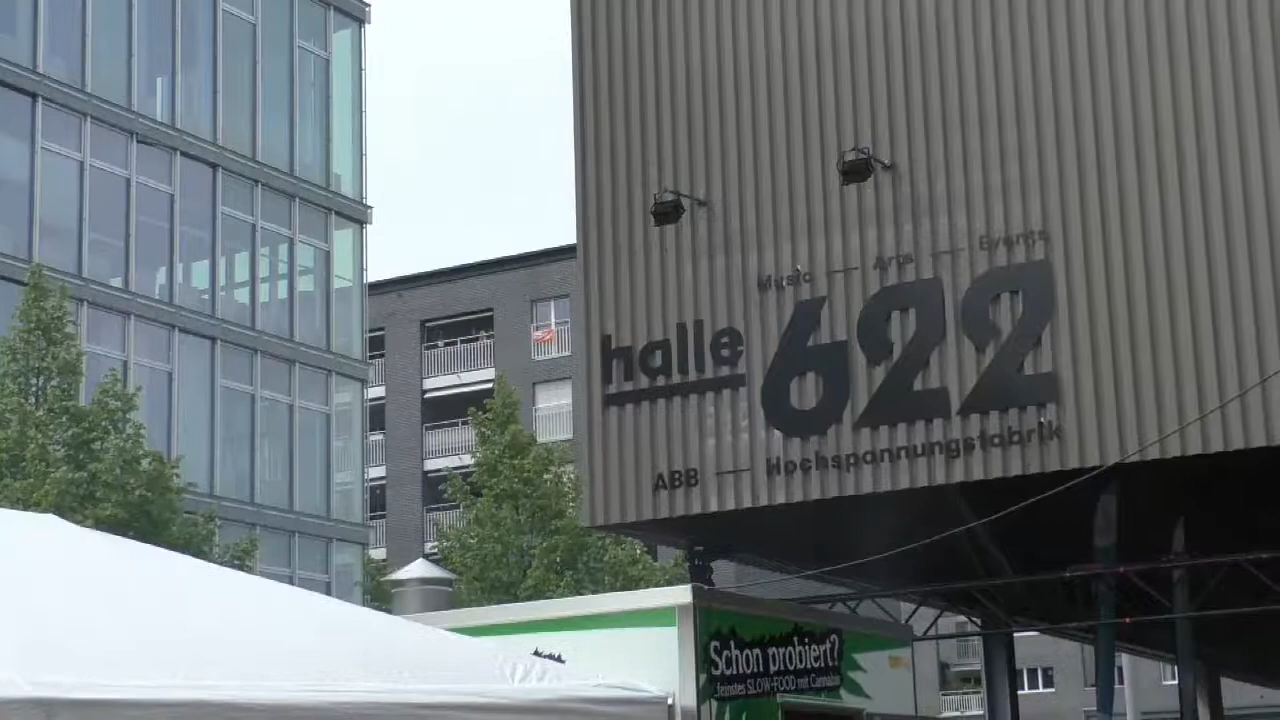 Music — Arts — Events
halle 622
ABB — Hochspannungsfabrik
Schon probiert?
..feinstes SLOW-FOOD mit Cannabis